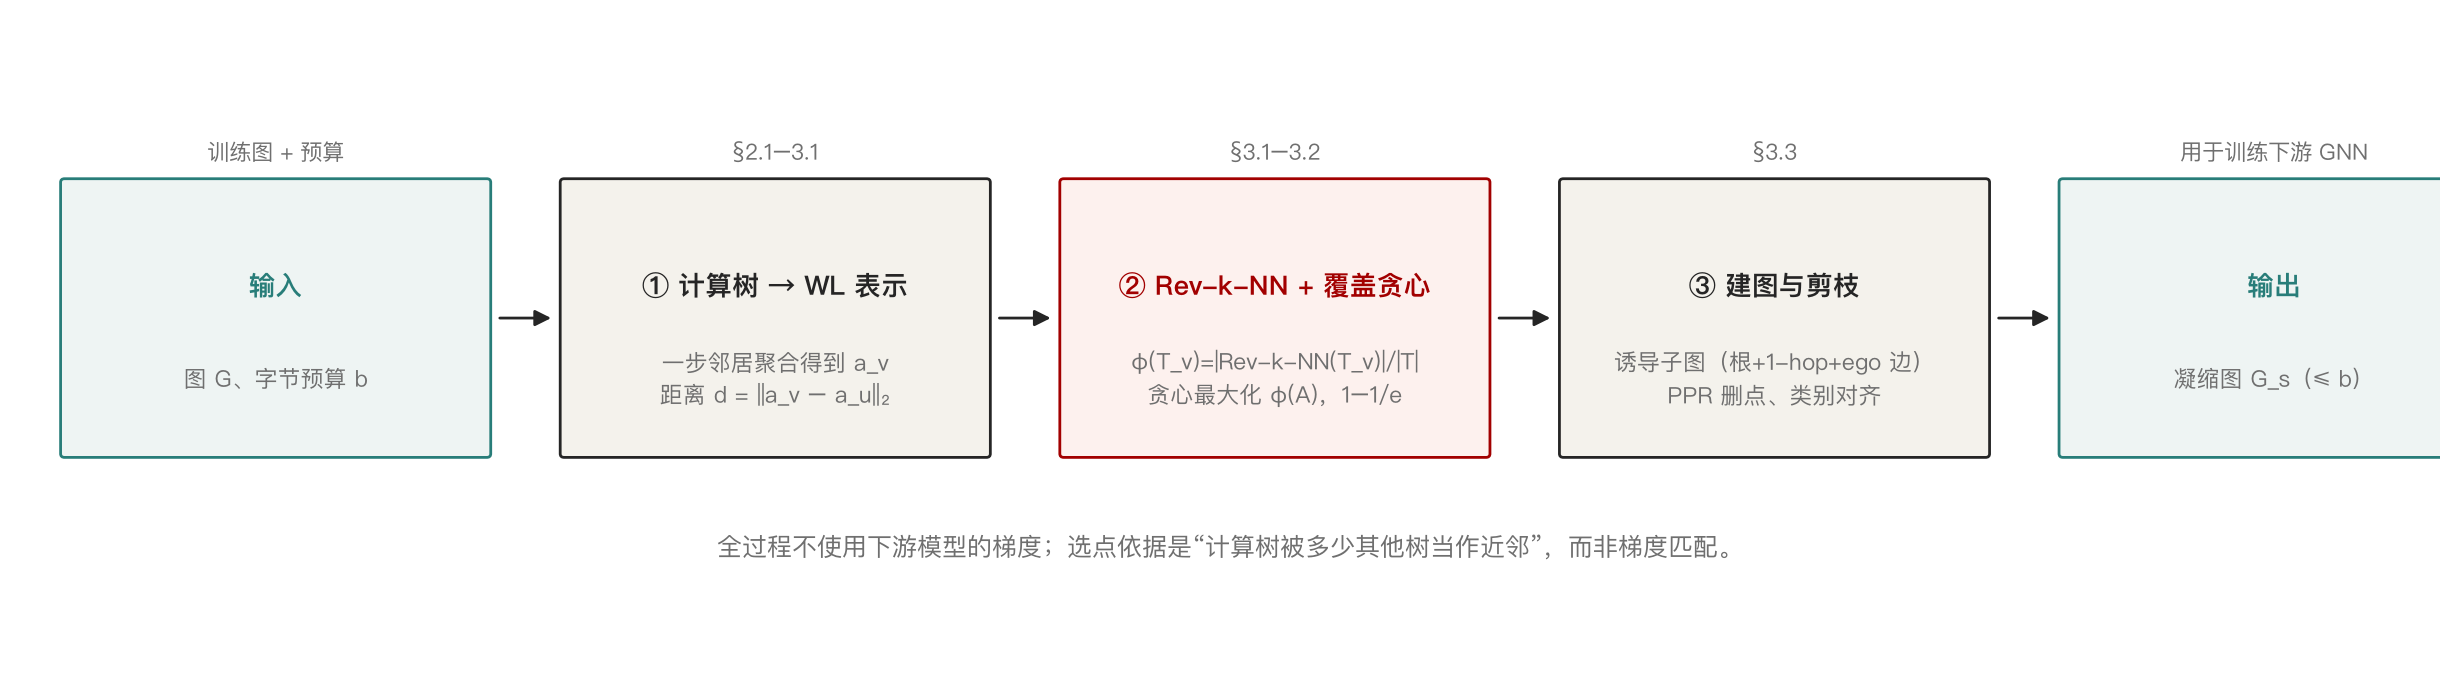 训练图 + 预算
输入
图 G、字节预算 b
§2.1–3.1
① 计算树 → WL 表示
一步邻居聚合得到 a_v
距离 d = ‖a_v − a_u‖₂
§3.1–3.2
② Rev-k-NN + 覆盖贪心
φ(T_v)=|Rev-k-NN(T_v)|/|T|
贪心最大化 φ(A)，1−1/e
§3.3
③ 建图与剪枝
诱导子图（根+1-hop+ego 边）
PPR 删点、类别对齐
用于训练下游 GNN
输出
凝缩图 G_s（≤ b）
全过程不使用下游模型的梯度；选点依据是“计算树被多少其他树当作近邻”，而非梯度匹配。